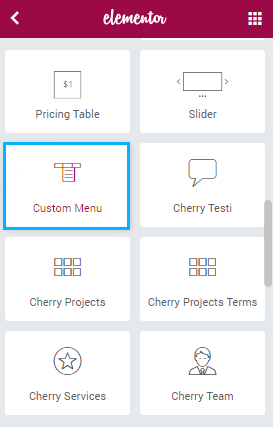 elementor
$1
Pricing Table
Slider
Custom Menu
Cherry Testi
Cherry Projects
Cherry Projects Terms
Cherry Services
Cherry Team